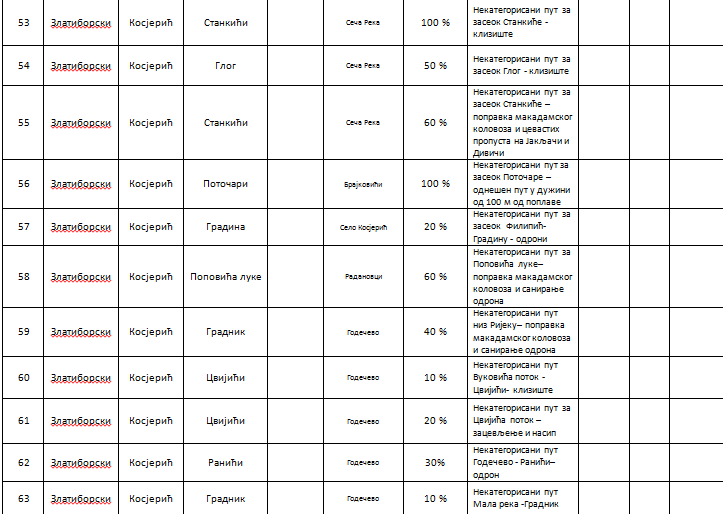 53 Златиборски Косјерић Станкићи Сеча Река 100 % Некатегорисани пут за
засеок Станкиће -
клизиште
54 Златиборски Косјерић Глог Сеча Река 50 % Некатегорисани пут за
засеок Глог - клизиште
55 Златиборски Косјерић Станкићи Сеча Река 60 % Некатегорисани пут за
засеок Станкиће –
поправка макадамског
коловоза и цевастих
пропуста на Јакљачи и
Дивичи
56 Златиборски Косјерић Поточари Брајковићи 100 % Некатегорисани пут за
засеок Поточаре –
однешен пут у дужини
од 100 м од поплаве
57 Златиборски Косјерић Градина Село Косјерић 20 % Некатегорисани пут за
засеок Филипић-
Градину - одрони
58 Златиборски Косјерић Поповића луке Радановци 60 % Некатегорисани пут за
Поповића луке–
поправка макадамског
коловоза и санирање
одрона
59 Златиборски Косјерић Градник Годечево 40 % Некатегорисани пут
низ Ријеку– поправка
макадамског коловоза
и санирање одрона
60 Златиборски Косјерић Цвијићи Годечево 10 % Некатегорисани пут
Вуковића поток -
Цвијићи- клизиште
61 Златиборски Косјерић Цвијићи Годечево 20 % Некатегорисани пут за
Цвијића поток –
зацевљење и насип
62 Златиборски Косјерић Ранићи Годечево 30% Некатегорисани пут
Годечево - Ранићи–
одрон
63 Златиборски Косјерић Градник Годечево 10 % Некатегорисани пут
Мала река -Градник